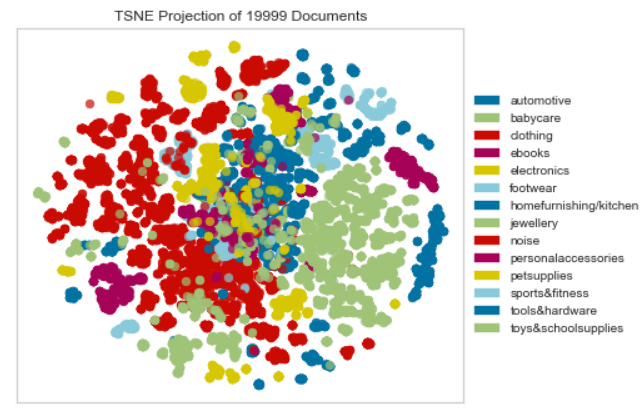 TSNE Projection of 19999 Documents
automotive
babycare
clothing
ebooks
electronics
footwear
homefurnishing/kitchen
jewellery
noise
personalaccessories
petsupplies
sports&fitness
tools&hardware
toys&schoolsupplies